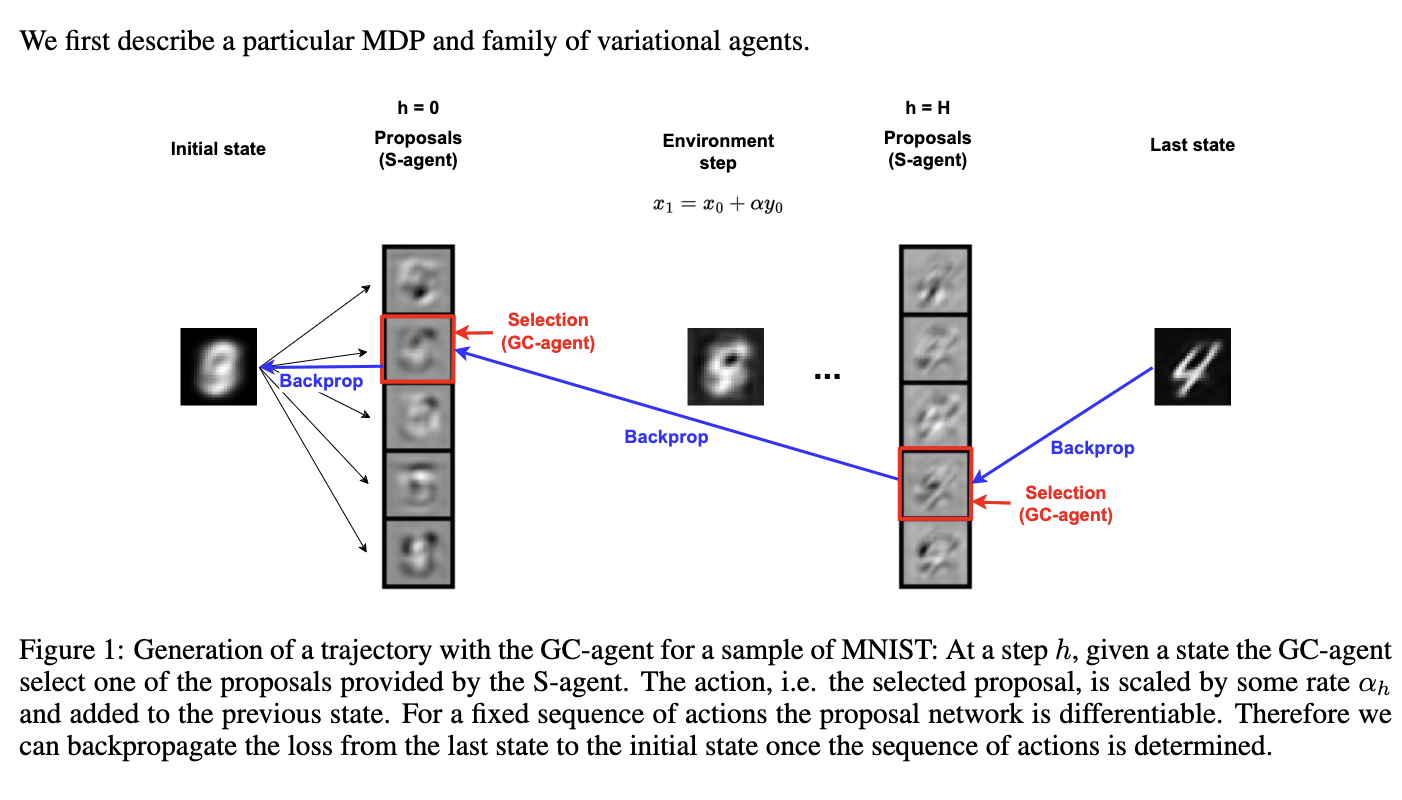 We first describe a particular MDP and family of variational agents.
h = 0
h = H
Initial state
Proposals
(S-agent)
Environment
step
Proposals
(S-agent)
Last state
x₁ = x₀ + αy₀
Selection
(GC-agent)
Backprop
Backprop
Backprop
Selection
(GC-agent)
...
Figure 1: Generation of a trajectory with the GC-agent for a sample of MNIST: At a step h, given a state the GC-agent
select one of the proposals provided by the S-agent. The action, i.e. the selected proposal, is scaled by some rate αₕ
and added to the previous state. For a fixed sequence of actions the proposal network is differentiable. Therefore we
can backpropagate the loss from the last state to the initial state once the sequence of actions is determined.